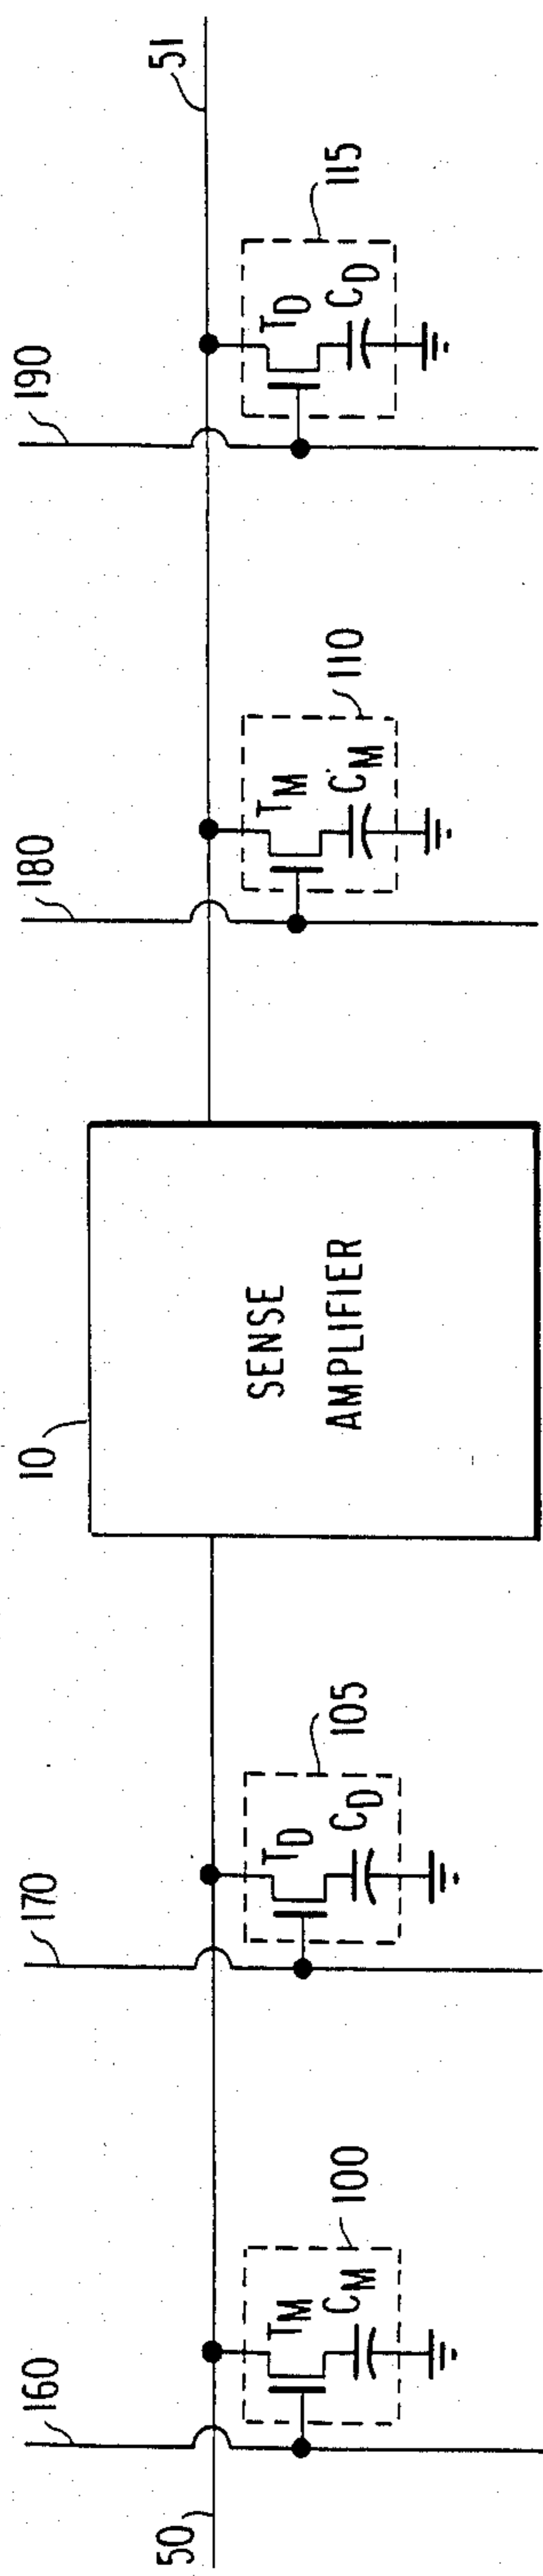 160
170
10
180
190
50
51
SENSE
AMPLIFIER
T_M
C_M
100
T_D
C_D
105
T_M
C_M
110
T_D
C_D
115